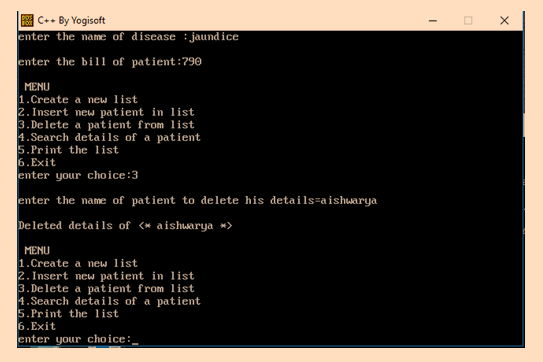 C++ By Yogisoft
enter the name of disease :jaundice
enter the bill of patient:790
MENU
1.Create a new list
2.Insert new patient in list
3.Delete a patient from list
4.Search details of a patient
5.Print the list
6.Exit
enter your choice:3
enter the name of patient to delete his details=aishwarya
Deleted details of <* aishwarya *>
MENU
1.Create a new list
2.Insert new patient in list
3.Delete a patient from list
4.Search details of a patient
5.Print the list
6.Exit
enter your choice:_